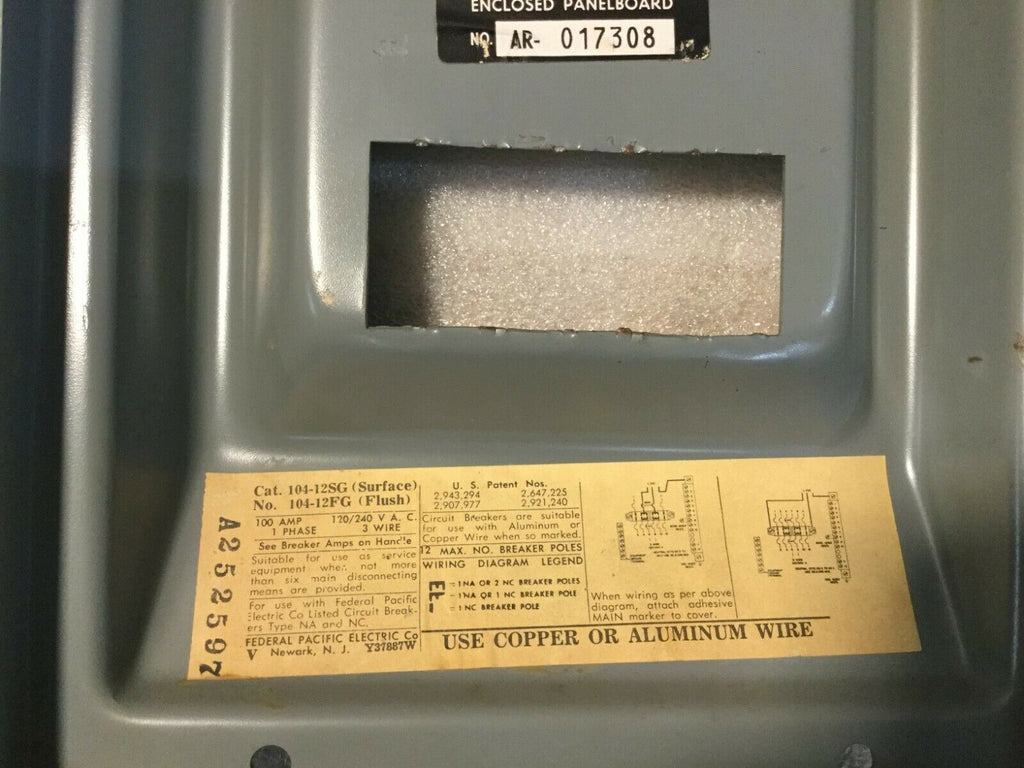 ENCLOSED PANELBOARD
NO. AR- 017308
Cat. 104-12SG (Surface)
No. 104-12FG (Flush)
100 AMP 120/240 V A. C.
1 PHASE 3 WIRE
See Breaker Amps on Handle
Suitable for use as service
equipment when not more
than six main disconnecting
means are provided.
For use with Federal Pacific
Electric Co Listed Circuit Break-
ers Type NA and NC.
FEDERAL PACIFIC ELECTRIC Co
V Newark, N. J. Y37887W
A252597
U. S. Patent Nos.
2,943,294 2,647,225
2,907,977 2,921,240
Circuit Breakers are suitable
for use with Aluminum or
Copper Wire when so marked.
12 MAX. NO. BREAKER POLES
WIRING DIAGRAM LEGEND
= 1 NA OR 2 NC BREAKER POLES
= 1 NA OR 1 NC BREAKER POLE
= 1 NC BREAKER POLE
When wiring as per above
diagram, attach adhesive
MAIN marker to cover.
USE COPPER OR ALUMINUM WIRE